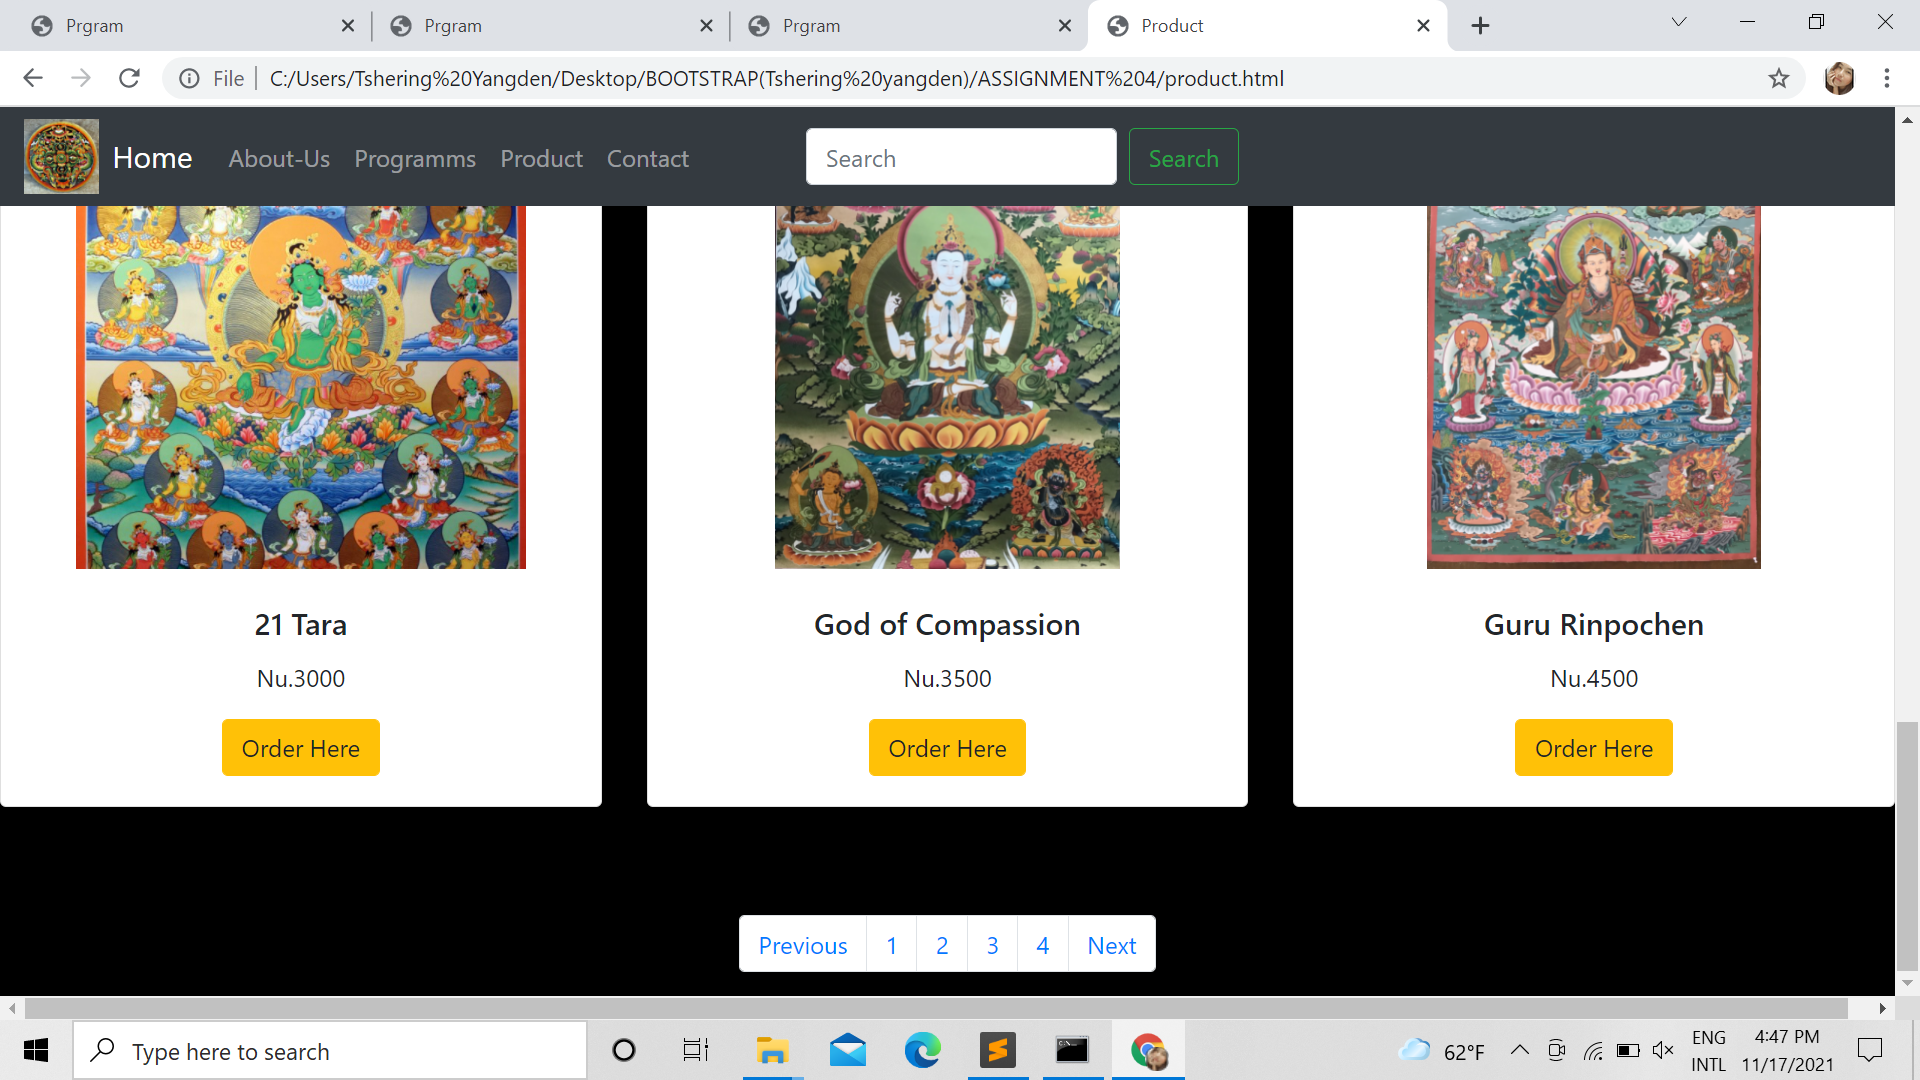 Prgram
Prgram
Prgram
Product
File
C:/Users/Tshering%20Yangden/Desktop/BOOTSTRAP(Tshering%20yangden)/ASSIGNMENT%204/product.html
Home About-Us Programms Product Contact
Search
Search
21 Tara
Nu.3000
Order Here
God of Compassion
Nu.3500
Order Here
Guru Rinpochen
Nu.4500
Order Here
Previous 1 2 3 4 Next
Type here to search
62°F
ENG
INTL
4:47 PM
11/17/2021